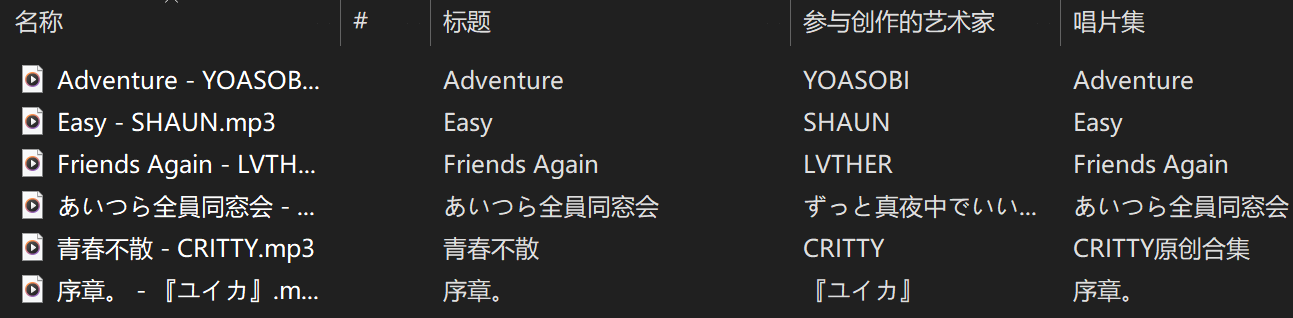 名称 # 标题 参与创作的艺术家 唱片集
Adventure - YOASOB... Adventure YOASOBI Adventure
Easy - SHAUN.mp3 Easy SHAUN Easy
Friends Again - LVTH... Friends Again LVTHER Friends Again
あいつら全員同窓会 - ... あいつら全員同窓会 ずっと真夜中でいい... あいつら全員同窓会
青春不散 - CRITTY.mp3 青春不散 CRITTY CRITTY原创合集
序章。 - 『ユイカ』.m... 序章。 『ユイカ』 序章。